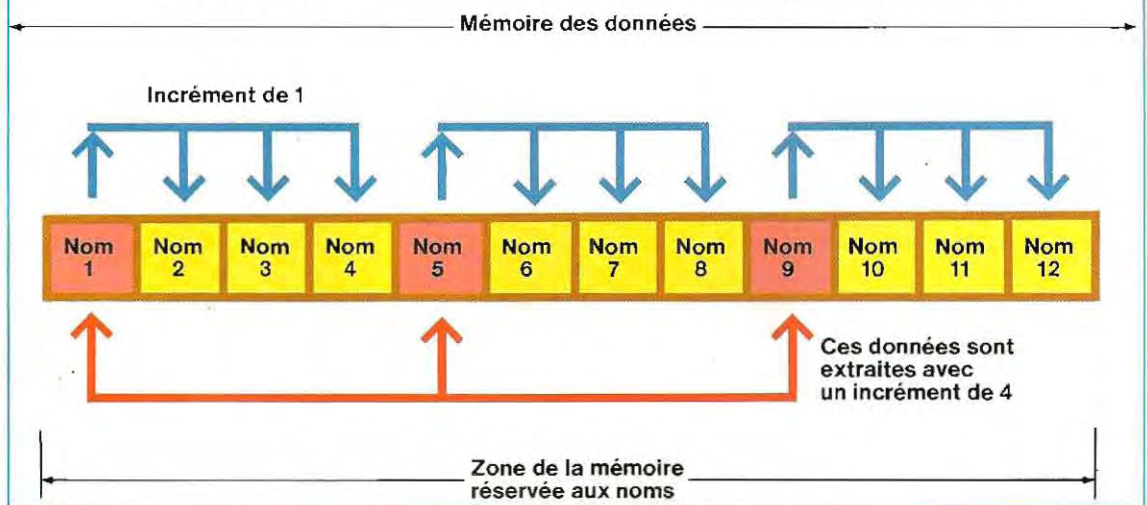 Mémoire des données
Incrément de 1
Nom 1
Nom 2
Nom 3
Nom 4
Nom 5
Nom 6
Nom 7
Nom 8
Nom 9
Nom 10
Nom 11
Nom 12
Ces données sont
extraites avec
un incrément de 4
Zone de la mémoire
réservée aux noms